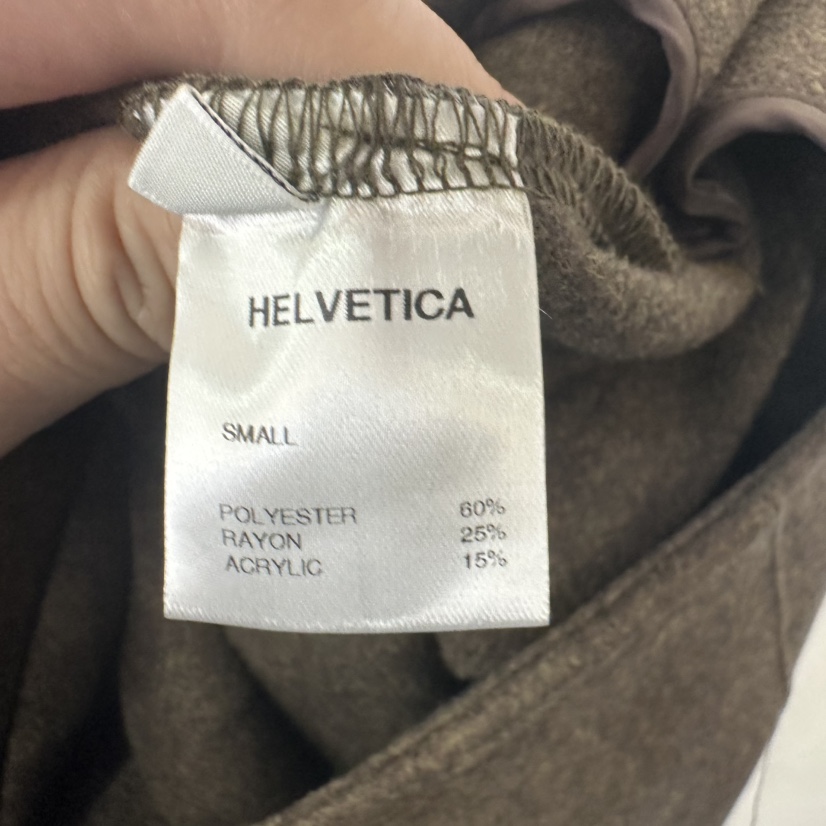 HELVETICA
SMALL
POLYESTER 60%
RAYON 25%
ACRYLIC 15%